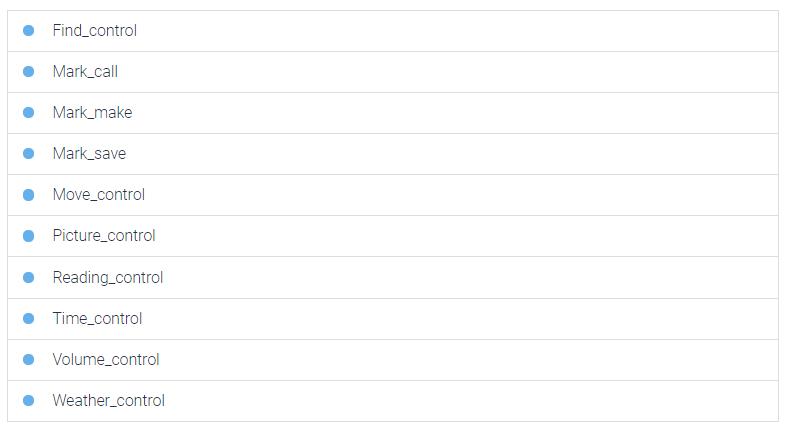 Find_control
Mark_call
Mark_make
Mark_save
Move_control
Picture_control
Reading_control
Time_control
Volume_control
Weather_control